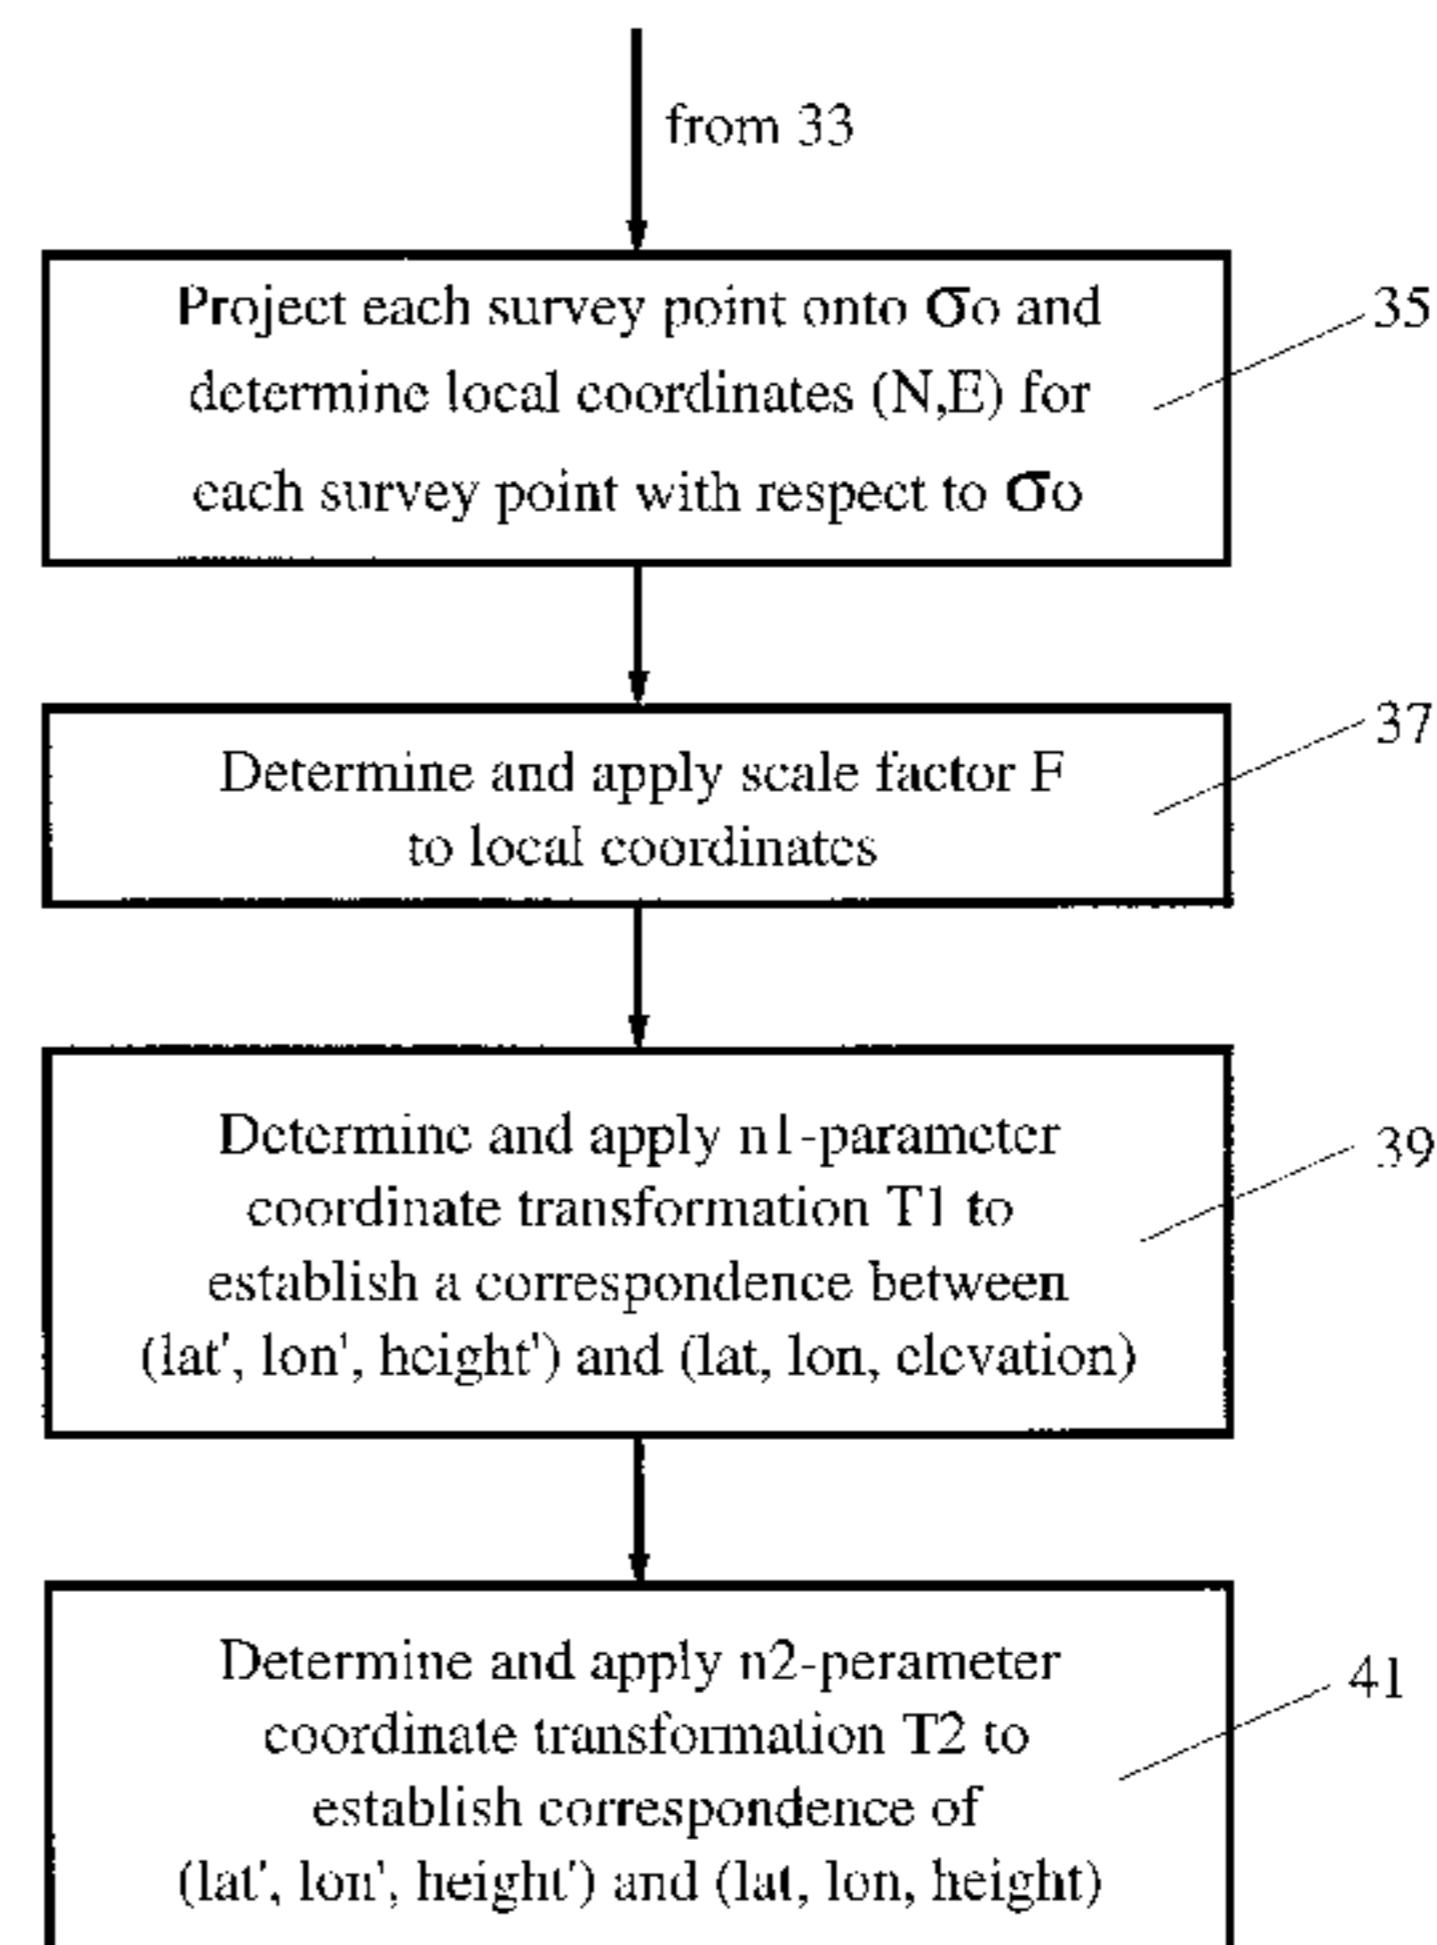 from 33
Project each survey point onto σo and
determine local coordinates (N,E) for
each survey point with respect to σo
35
Determine and apply scale factor F
to local coordinates
37
Determine and apply n1-parameter
coordinate transformation T1 to
establish a correspondence between
(lat', lon', height') and (lat, lon, elevation)
39
Determine and apply n2-perameter
coordinate transformation T2 to
establish correspondence of
(lat', lon', height') and (lat, lon, height)
41